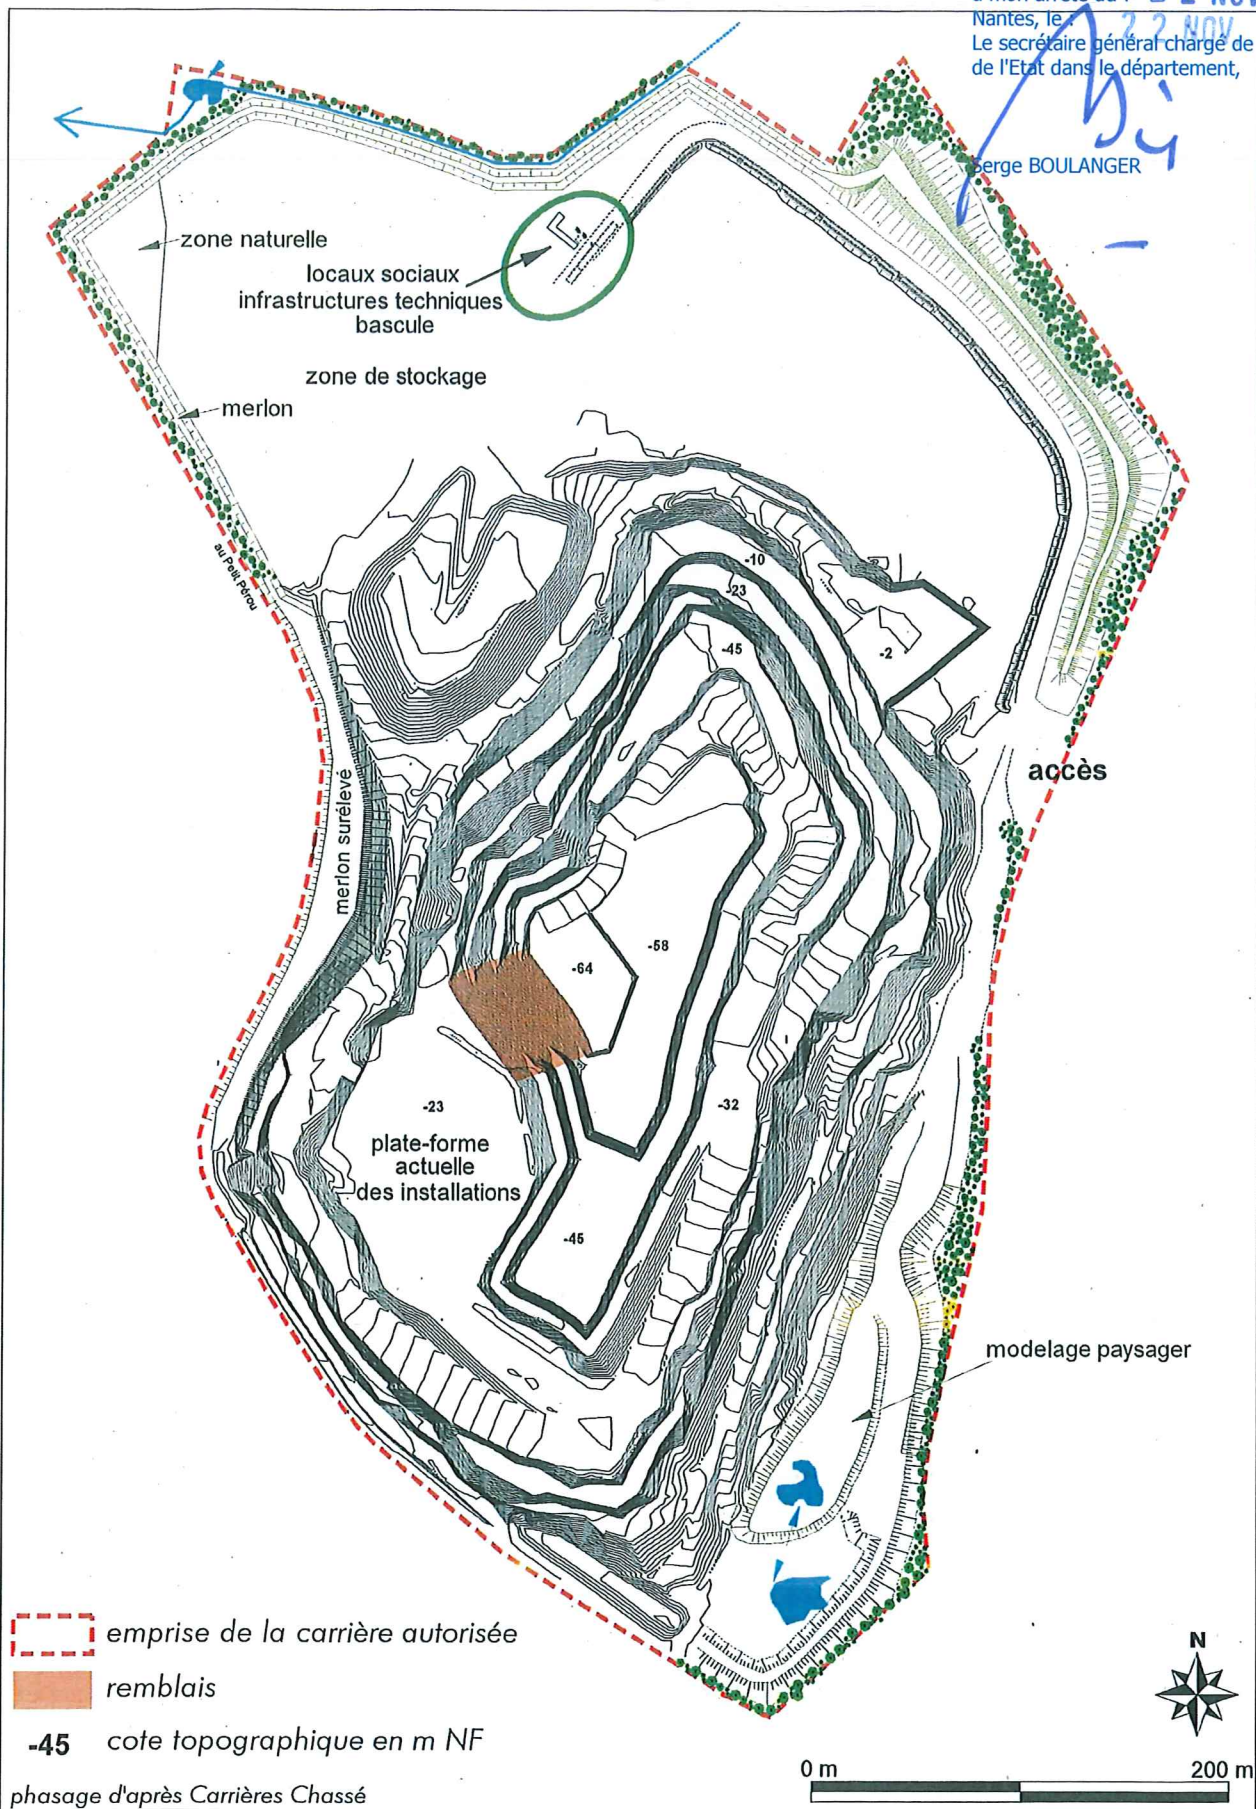 Nantes, le :
22 NOV
Le secrétaire général chargé de
de l'Etat dans le département,
Serge BOULANGER
zone naturelle
locaux sociaux
infrastructures techniques
bascule
zone de stockage
merlon
au Petit Pérou
-10
-23
-45
-2
accès
merlon surélevé
-58
-64
-23
-32
plate-forme
actuelle
des installations
-45
modelage paysager
emprise de la carrière autorisée
remblais
-45 cote topographique en m NF
phasage d'après Carrières Chassé
N
0 m 200 m